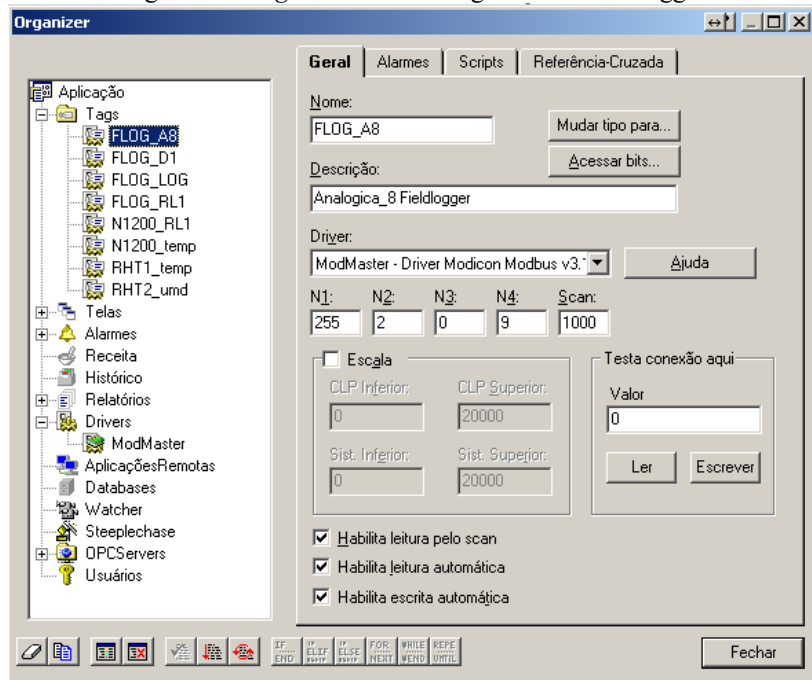 Organizer
Aplicação
Tags
FLOG_A8
FLOG_D1
FLOG_LOG
FLOG_RL1
N1200_RL1
N1200_temp
RHT1_temp
RHT2_umd
Telas
Alarmes
Receita
Histórico
Relatórios
Drivers
ModMaster
AplicaçõesRemotas
Databases
Watcher
Steeplechase
OPCServers
Usuários
Geral Alarmes Scripts Referência-Cruzada
Nome:
FLOG_A8 Mudar tipo para...
Acessar bits...
Descrição:
Analogica_8 Fieldlogger
Driver:
ModMaster - Driver Modicon Modbus v3. Ajuda
N1: N2: N3: N4: Scan:
255 2 0 9 1000
Escala Testa conexão aqui
CLP Inferior: CLP Superior: Valor
0 20000 0
Sist. Inferior: Sist. Superior:
0 20000 Ler Escrever
Habilita leitura pelo scan
Habilita leitura automática
Habilita escrita automática
IF IF IF FOR WHILE REPE
END ELIF ELSE NEXT WEND UNTIL
Fechar